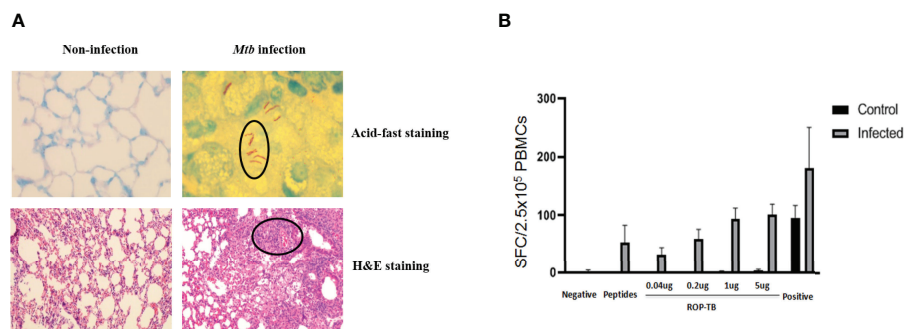 A
Non-infection
Mtb infection
Acid-fast staining
H&E staining
B
SFC/2.5x10⁵ PBMCs
300
200
100
0
Control
Infected
Negative
Peptides
0.04ug
0.2ug
1ug
5ug
Positive
ROP-TB